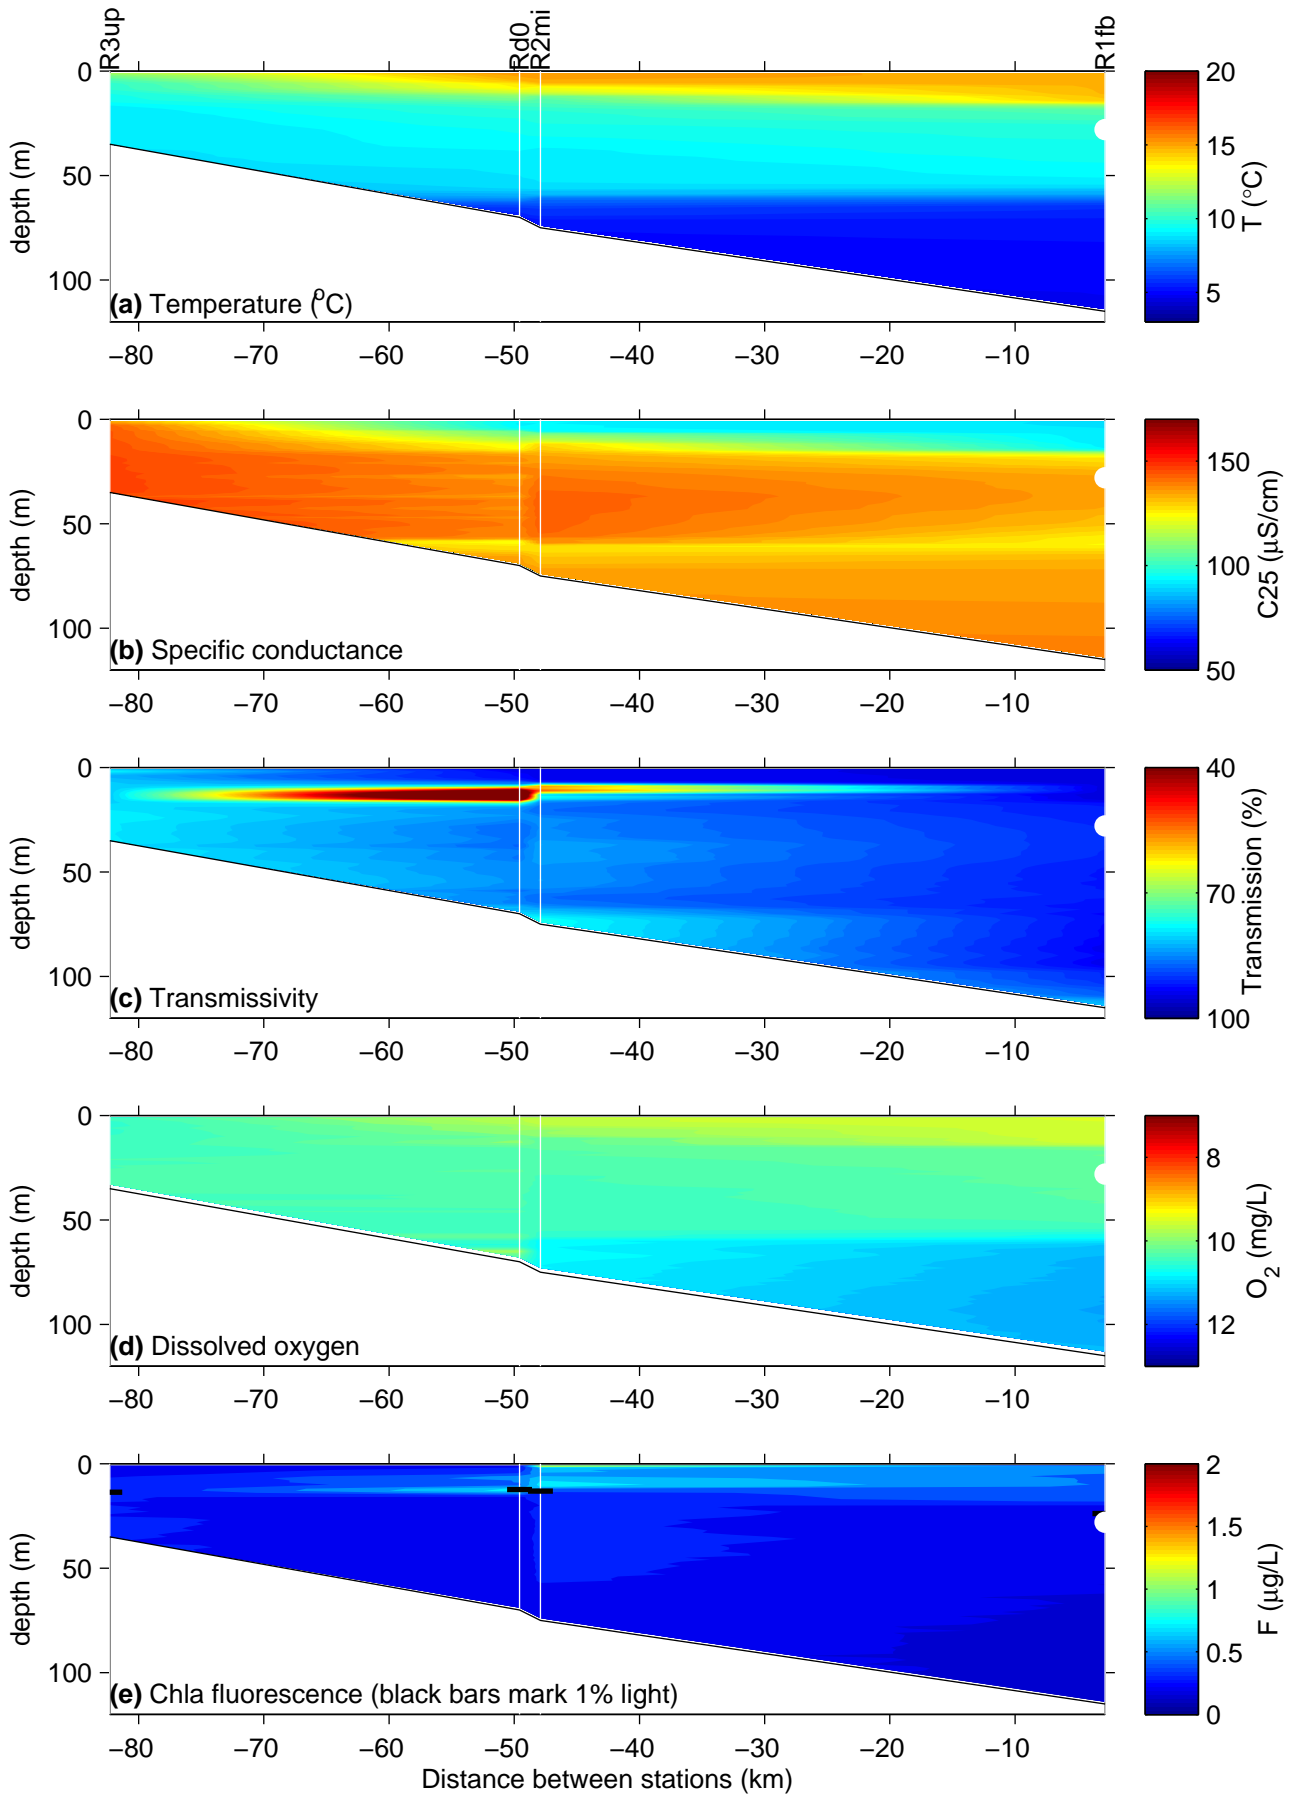 R3up Rd0 R2mi R1fb
0
50
100
depth (m)
(a) Temperature (oC)
−80 −70 −60 −50 −40 −30 −20 −10
20
15
10
5
T (°C)
0
50
100
depth (m)
(b) Specific conductance
−80 −70 −60 −50 −40 −30 −20 −10
150
100
50
C25 (μS/cm)
0
50
100
depth (m)
(c) Transmissivity
−80 −70 −60 −50 −40 −30 −20 −10
40
70
100
Transmission (%)
0
50
100
depth (m)
(d) Dissolved oxygen
−80 −70 −60 −50 −40 −30 −20 −10
8
10
12
O2 (mg/L)
0
50
100
depth (m)
(e) Chla fluorescence (black bars mark 1% light)
−80 −70 −60 −50 −40 −30 −20 −10
Distance between stations (km)
2
1.5
1
0.5
0
F (μg/L)